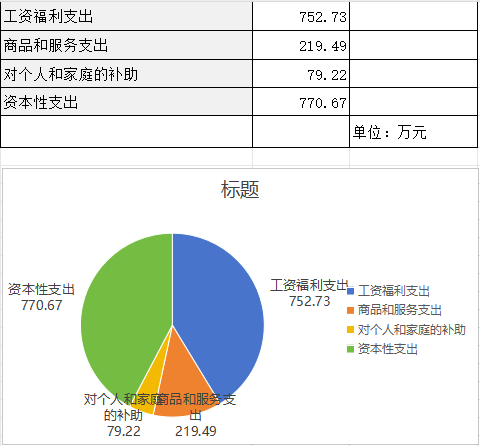 工资福利支出 752.73
商品和服务支出 219.49
对个人和家庭的补助 79.22
资本性支出 770.67
单位：万元
标题
资本性支出
770.67
工资福利支出
752.73
工资福利支出
商品和服务支出
对个人和家庭的补助
资本性支出
对个人和家庭
的补助
79.22
商品和服务支
出
219.49